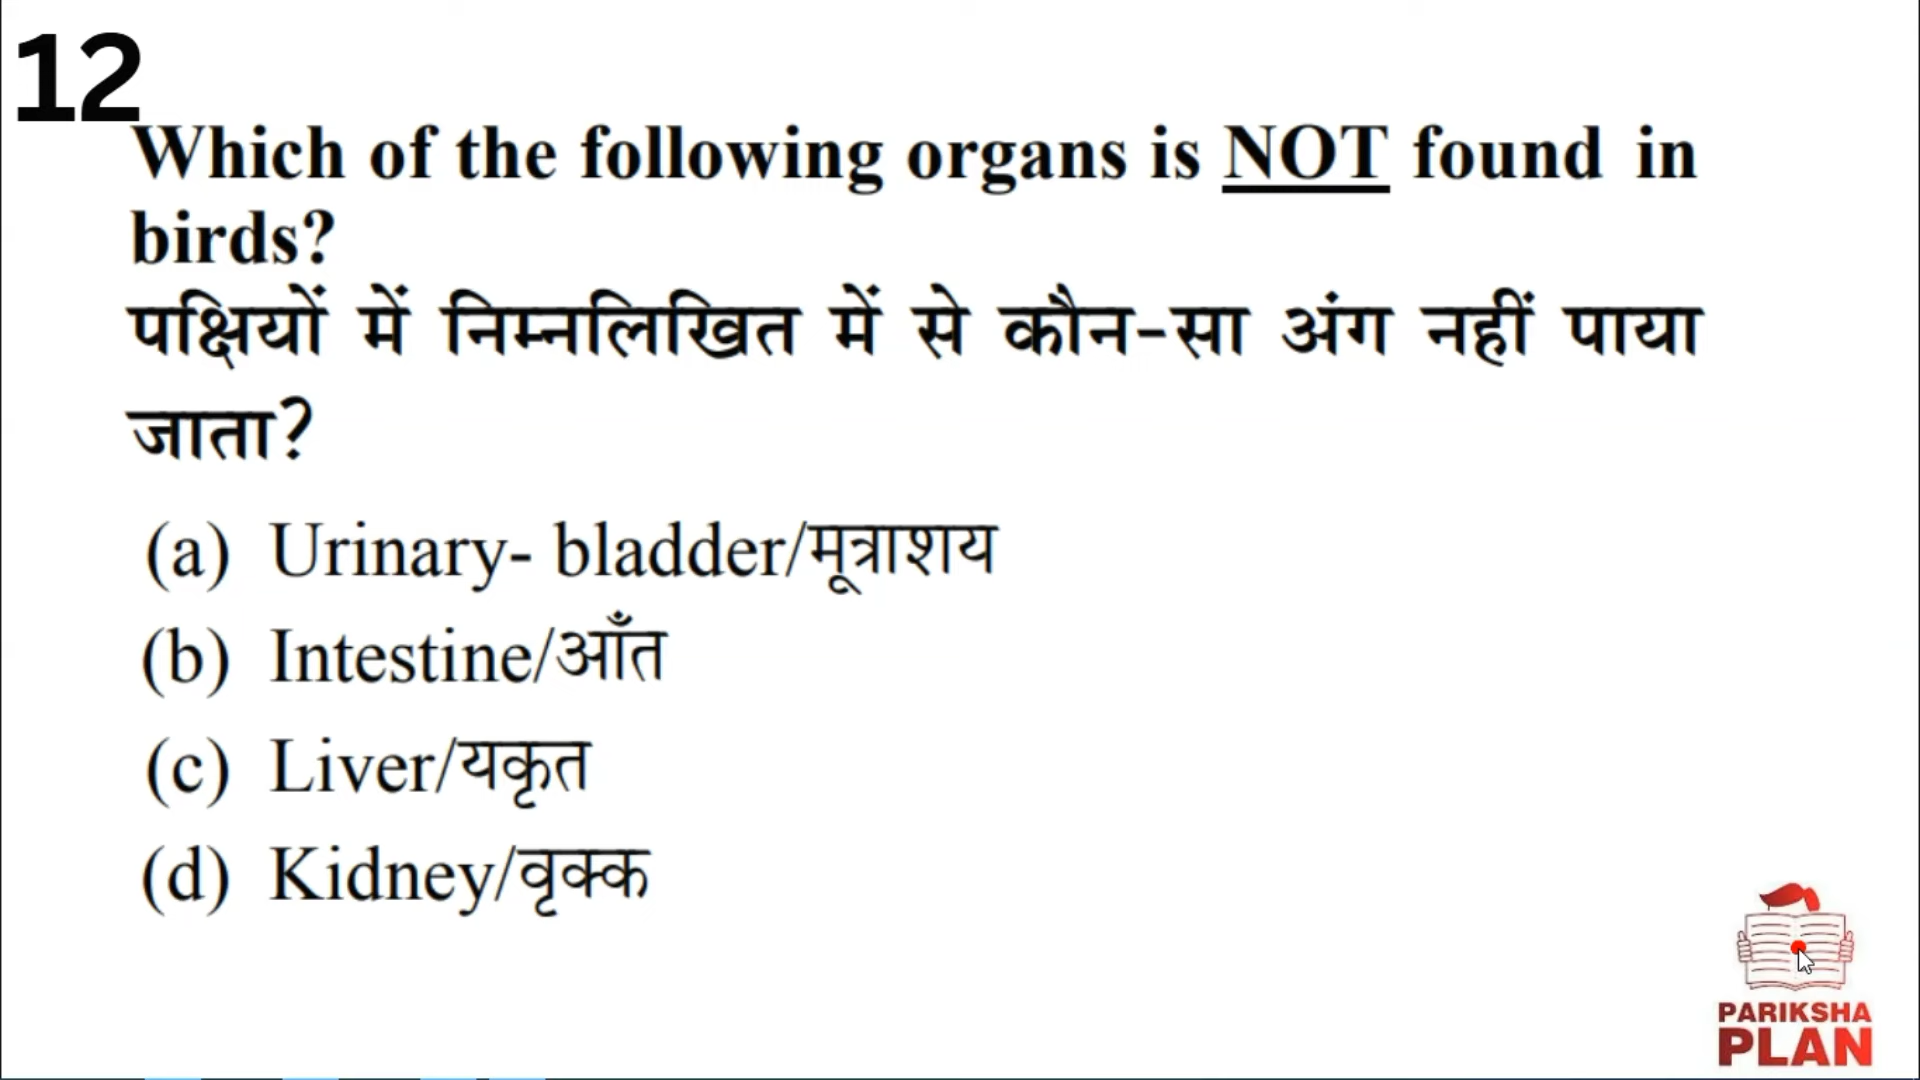 12
Which of the following organs is NOT found in
birds?
पक्षियों में निम्नलिखित में से कौन-सा अंग नहीं पाया
जाता?
(a) Urinary- bladder/मूत्राशय
(b) Intestine/आँत
(c) Liver/यकृत
(d) Kidney/वृक्क
PARIKSHA
PLAN